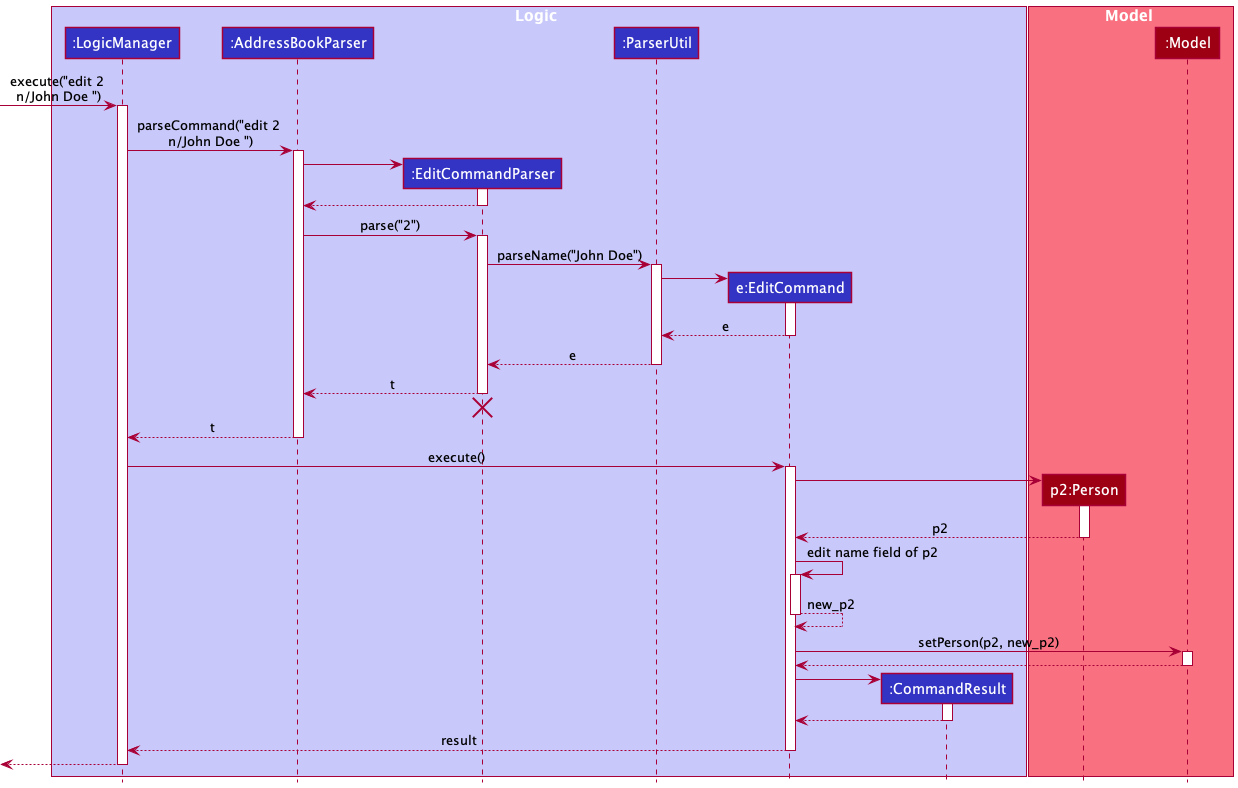 Logic
Model
:LogicManager
:AddressBookParser
:ParserUtil
:Model
execute("edit 2
n/John Doe ")
parseCommand("edit 2
n/John Doe ")
:EditCommandParser
parse("2")
parseName("John Doe")
e:EditCommand
e
e
t
t
execute()
p2:Person
p2
edit name field of p2
new_p2
setPerson(p2, new_p2)
:CommandResult
result